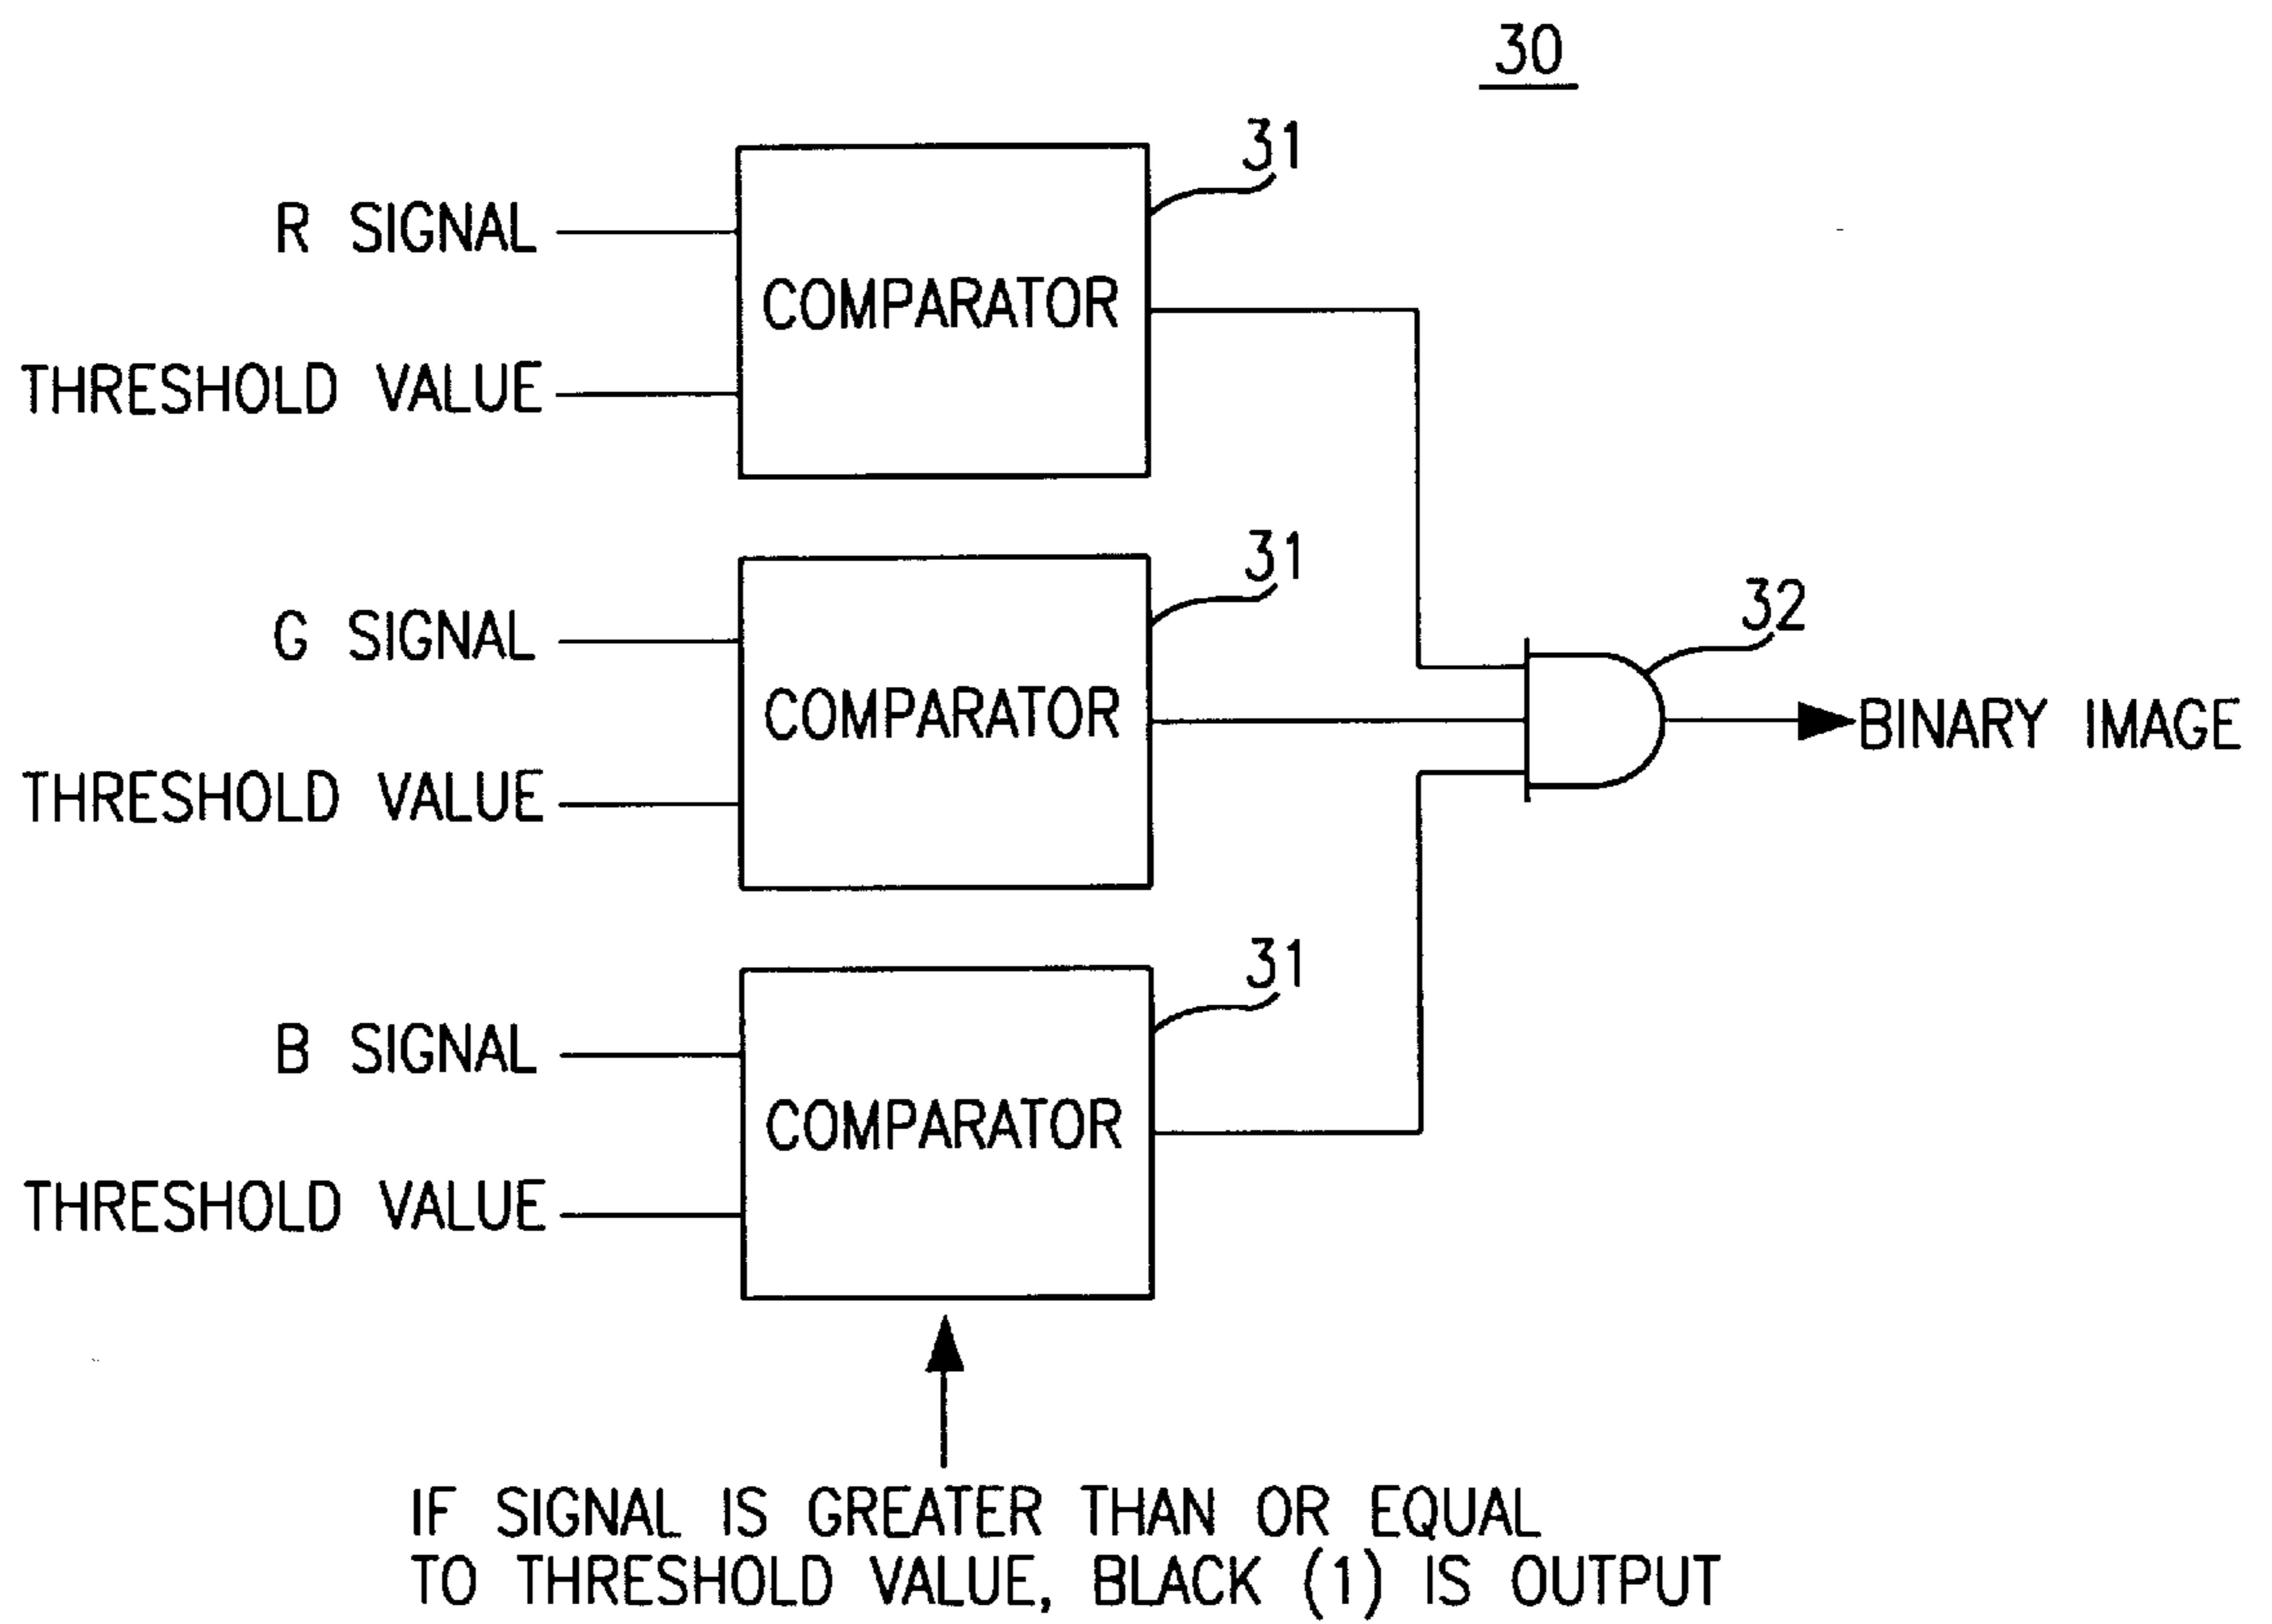 30
31
R SIGNAL
COMPARATOR
THRESHOLD VALUE
31
G SIGNAL
COMPARATOR
THRESHOLD VALUE
32
BINARY IMAGE
31
B SIGNAL
COMPARATOR
THRESHOLD VALUE
IF SIGNAL IS GREATER THAN OR EQUAL
TO THRESHOLD VALUE, BLACK (1) IS OUTPUT